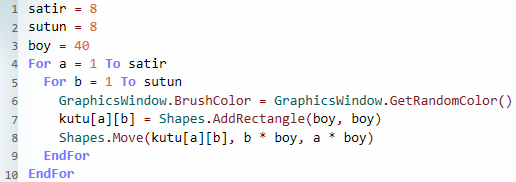 1 satir = 8
2 sutun = 8
3 boy = 40
4 For a = 1 To satir
5   For b = 1 To sutun
6     GraphicsWindow.BrushColor = GraphicsWindow.GetRandomColor()
7     kutu[a][b] = Shapes.AddRectangle(boy, boy)
8     Shapes.Move(kutu[a][b], b * boy, a * boy)
9   EndFor
10 EndFor